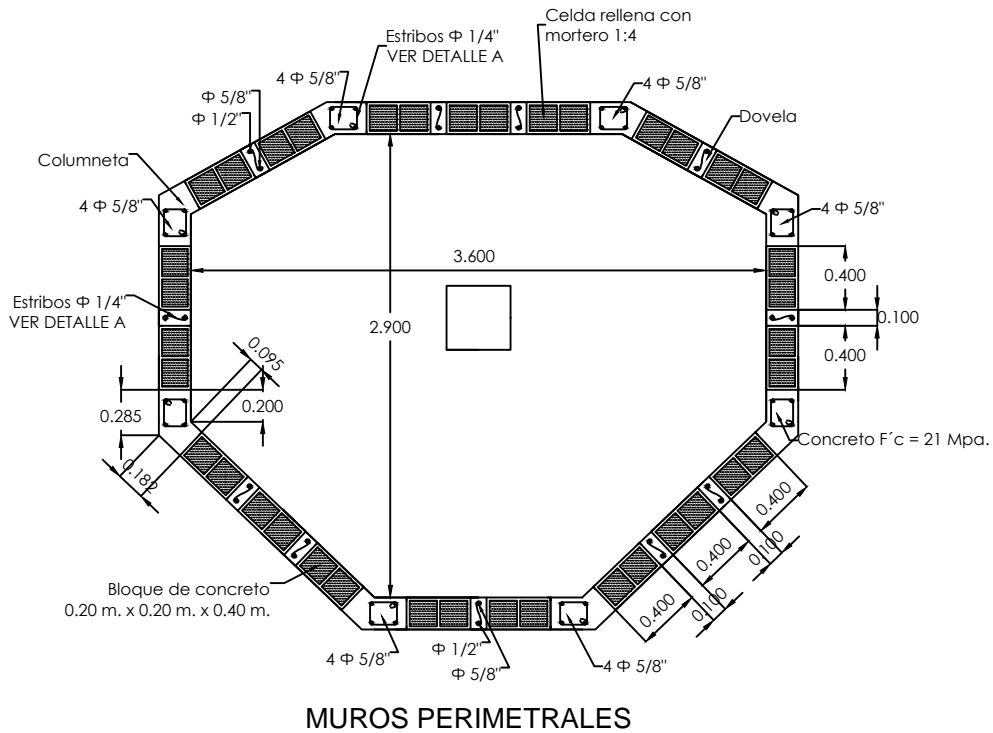 Celda rellena con
mortero 1:4
Estribos Φ 1/4"
VER DETALLE A
4 Φ 5/8"
4 Φ 5/8"
Φ 5/8"
Φ 1/2"
Dovela
Columneta
4 Φ 5/8"
4 Φ 5/8"
3.600
0.400
Estribos Φ 1/4"
VER DETALLE A
0.100
2.900
0.400
0.095
0.285
0.200
Concreto F´c = 21 Mpa.
0.182
0.400
0.400
0.100
0.400
0.100
Bloque de concreto
0.20 m. x 0.20 m. x 0.40 m.
4 Φ 5/8"
Φ 1/2"
Φ 5/8"
4 Φ 5/8"
MUROS PERIMETRALES